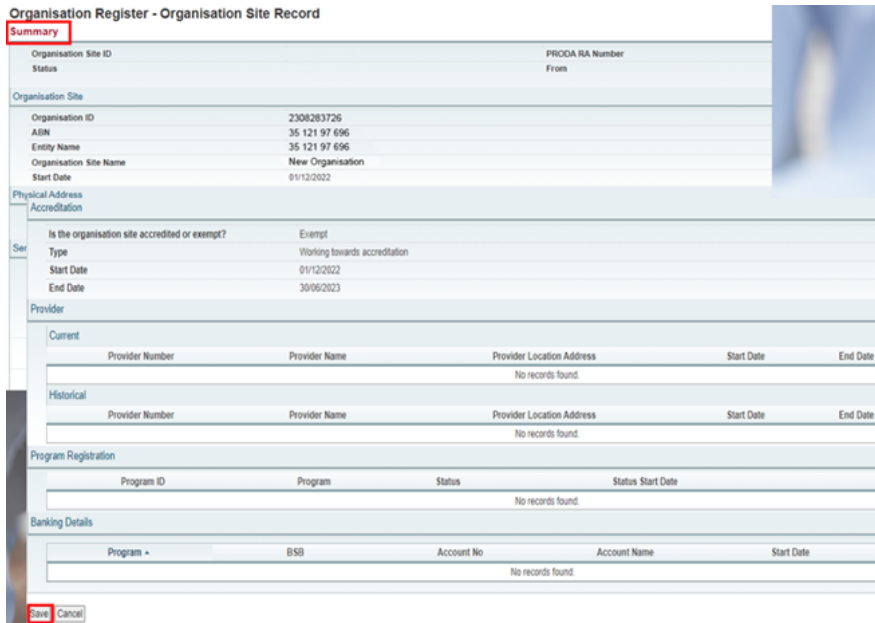 Organisation Register - Organisation Site Record
Summary
Organisation Site ID PRODA RA Number
Status From
Organisation Site
Organisation ID 2308283726
ABN 35 121 97 696
Entity Name 35 121 97 696
Organisation Site Name New Organisation
Start Date 01/12/2022
Physical Address
Accreditation
Is the organisation site accredited or exempt? Exempt
Ser
Type Working towards accreditation
Start Date 01/12/2022
End Date 30/06/2023
Provider
Current
Provider Number Provider Name Provider Location Address Start Date End Date
No records found.
Historical
Provider Number Provider Name Provider Location Address Start Date End Date
No records found.
Program Registration
Program ID Program Status Status Start Date
No records found.
Banking Details
Program BSB Account No Account Name Start Date
No records found.
Save Cancel